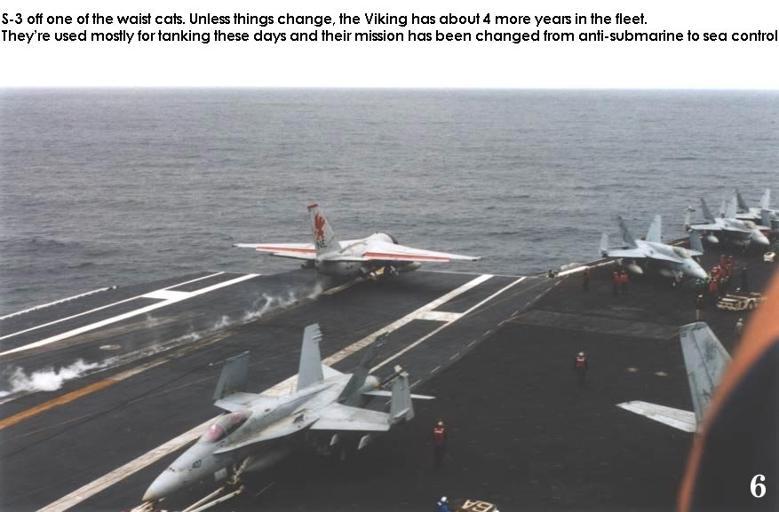 S-3 off one of the waist cats. Unless things change, the Viking has about 4 more years in the fleet.
They're used mostly for tanking these days and their mission has been changed from anti-submarine to sea control
6